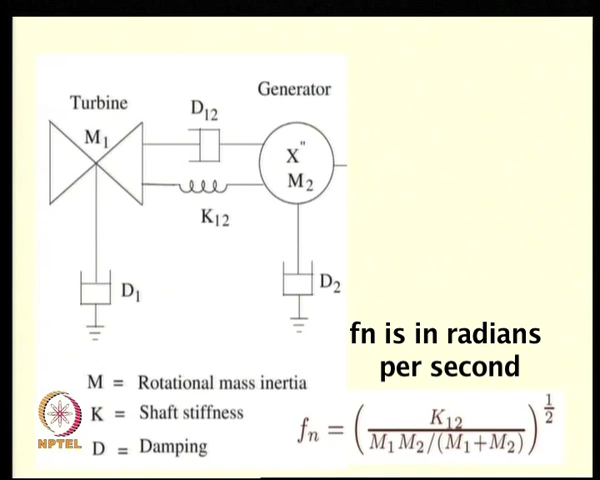 Generator
Turbine
D12
M1
X"
M2
K12
D1
D2
fn is in radians
per second
M = Rotational mass inertia
K = Shaft stiffness
D = Damping
fn = (K12 / M1 M2/(M1+M2))^1/2
NPTEL